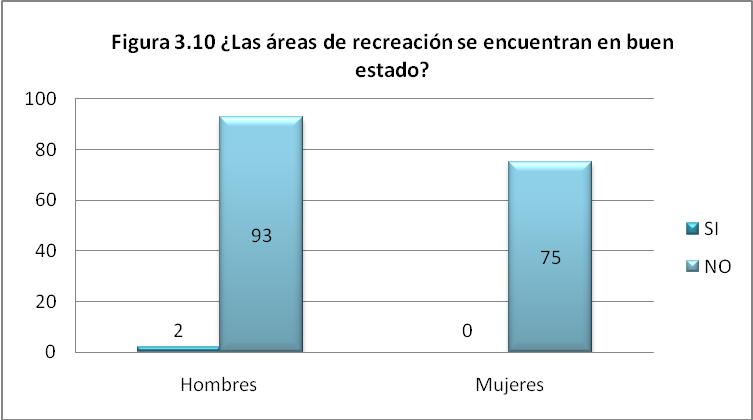 Figura 3.10 ¿Las áreas de recreación se encuentran en buen
estado?
100
80
60
40
20
0
2
93
0
75
Hombres
Mujeres
SI
NO